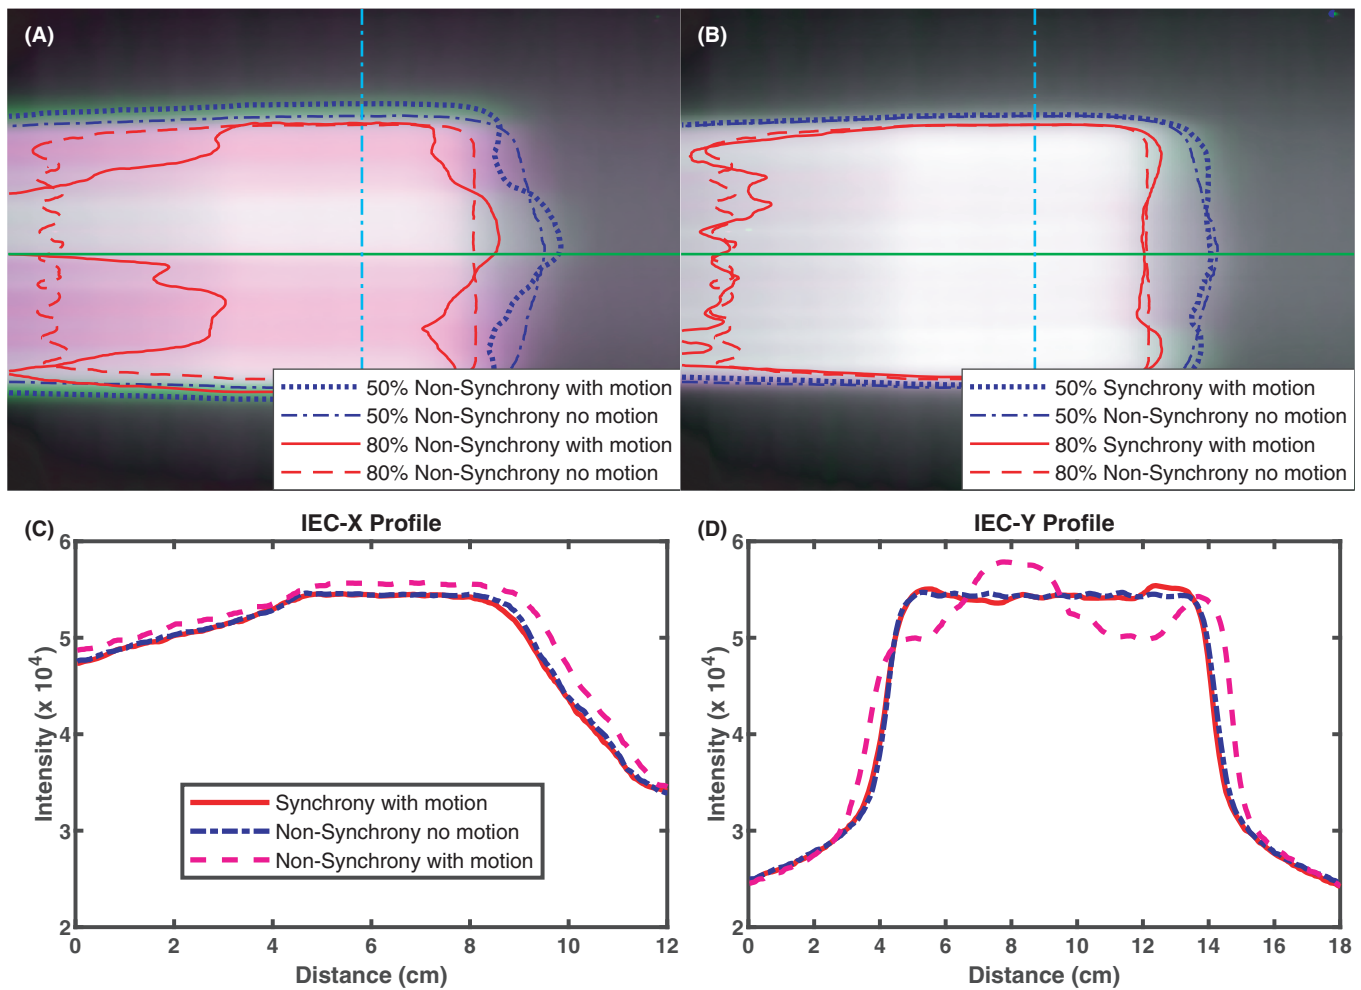 (A)
50% Non-Synchrony with motion
50% Non-Synchrony no motion
80% Non-Synchrony with motion
80% Non-Synchrony no motion
(B)
50% Synchrony with motion
50% Non-Synchrony no motion
80% Synchrony with motion
80% Non-Synchrony no motion
(C)
IEC-X Profile
6
5
4
3
2
Intensity (x 10⁴)
Synchrony with motion
Non-Synchrony no motion
Non-Synchrony with motion
0 2 4 6 8 10 12
Distance (cm)
(D)
IEC-Y Profile
6
5
4
3
2
Intensity (x 10⁴)
0 2 4 6 8 10 12 14 16 18
Distance (cm)